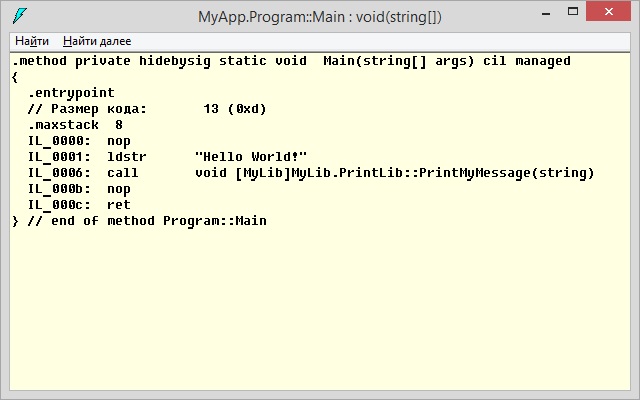 MyApp.Program::Main : void(string[])
Найти Найти далее
.method private hidebysig static void  Main(string[] args) cil managed
{
  .entrypoint
  // Размер кода:       13 (0xd)
  .maxstack  8
  IL_0000:  nop
  IL_0001:  ldstr      "Hello World!"
  IL_0006:  call       void [MyLib]MyLib.PrintLib::PrintMyMessage(string)
  IL_000b:  nop
  IL_000c:  ret
} // end of method Program::Main